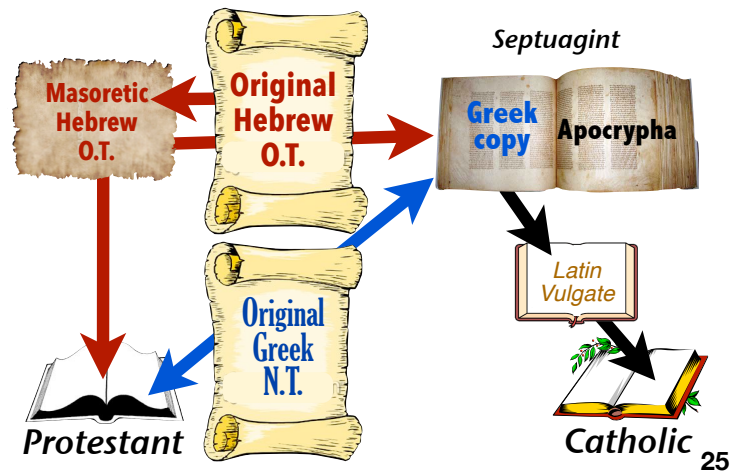 Septuagint
Masoretic
Hebrew
O.T.
Original
Hebrew
O.T.
Greek
copy
Apocrypha
Latin
Vulgate
Original
Greek
N.T.
Protestant
Catholic
25